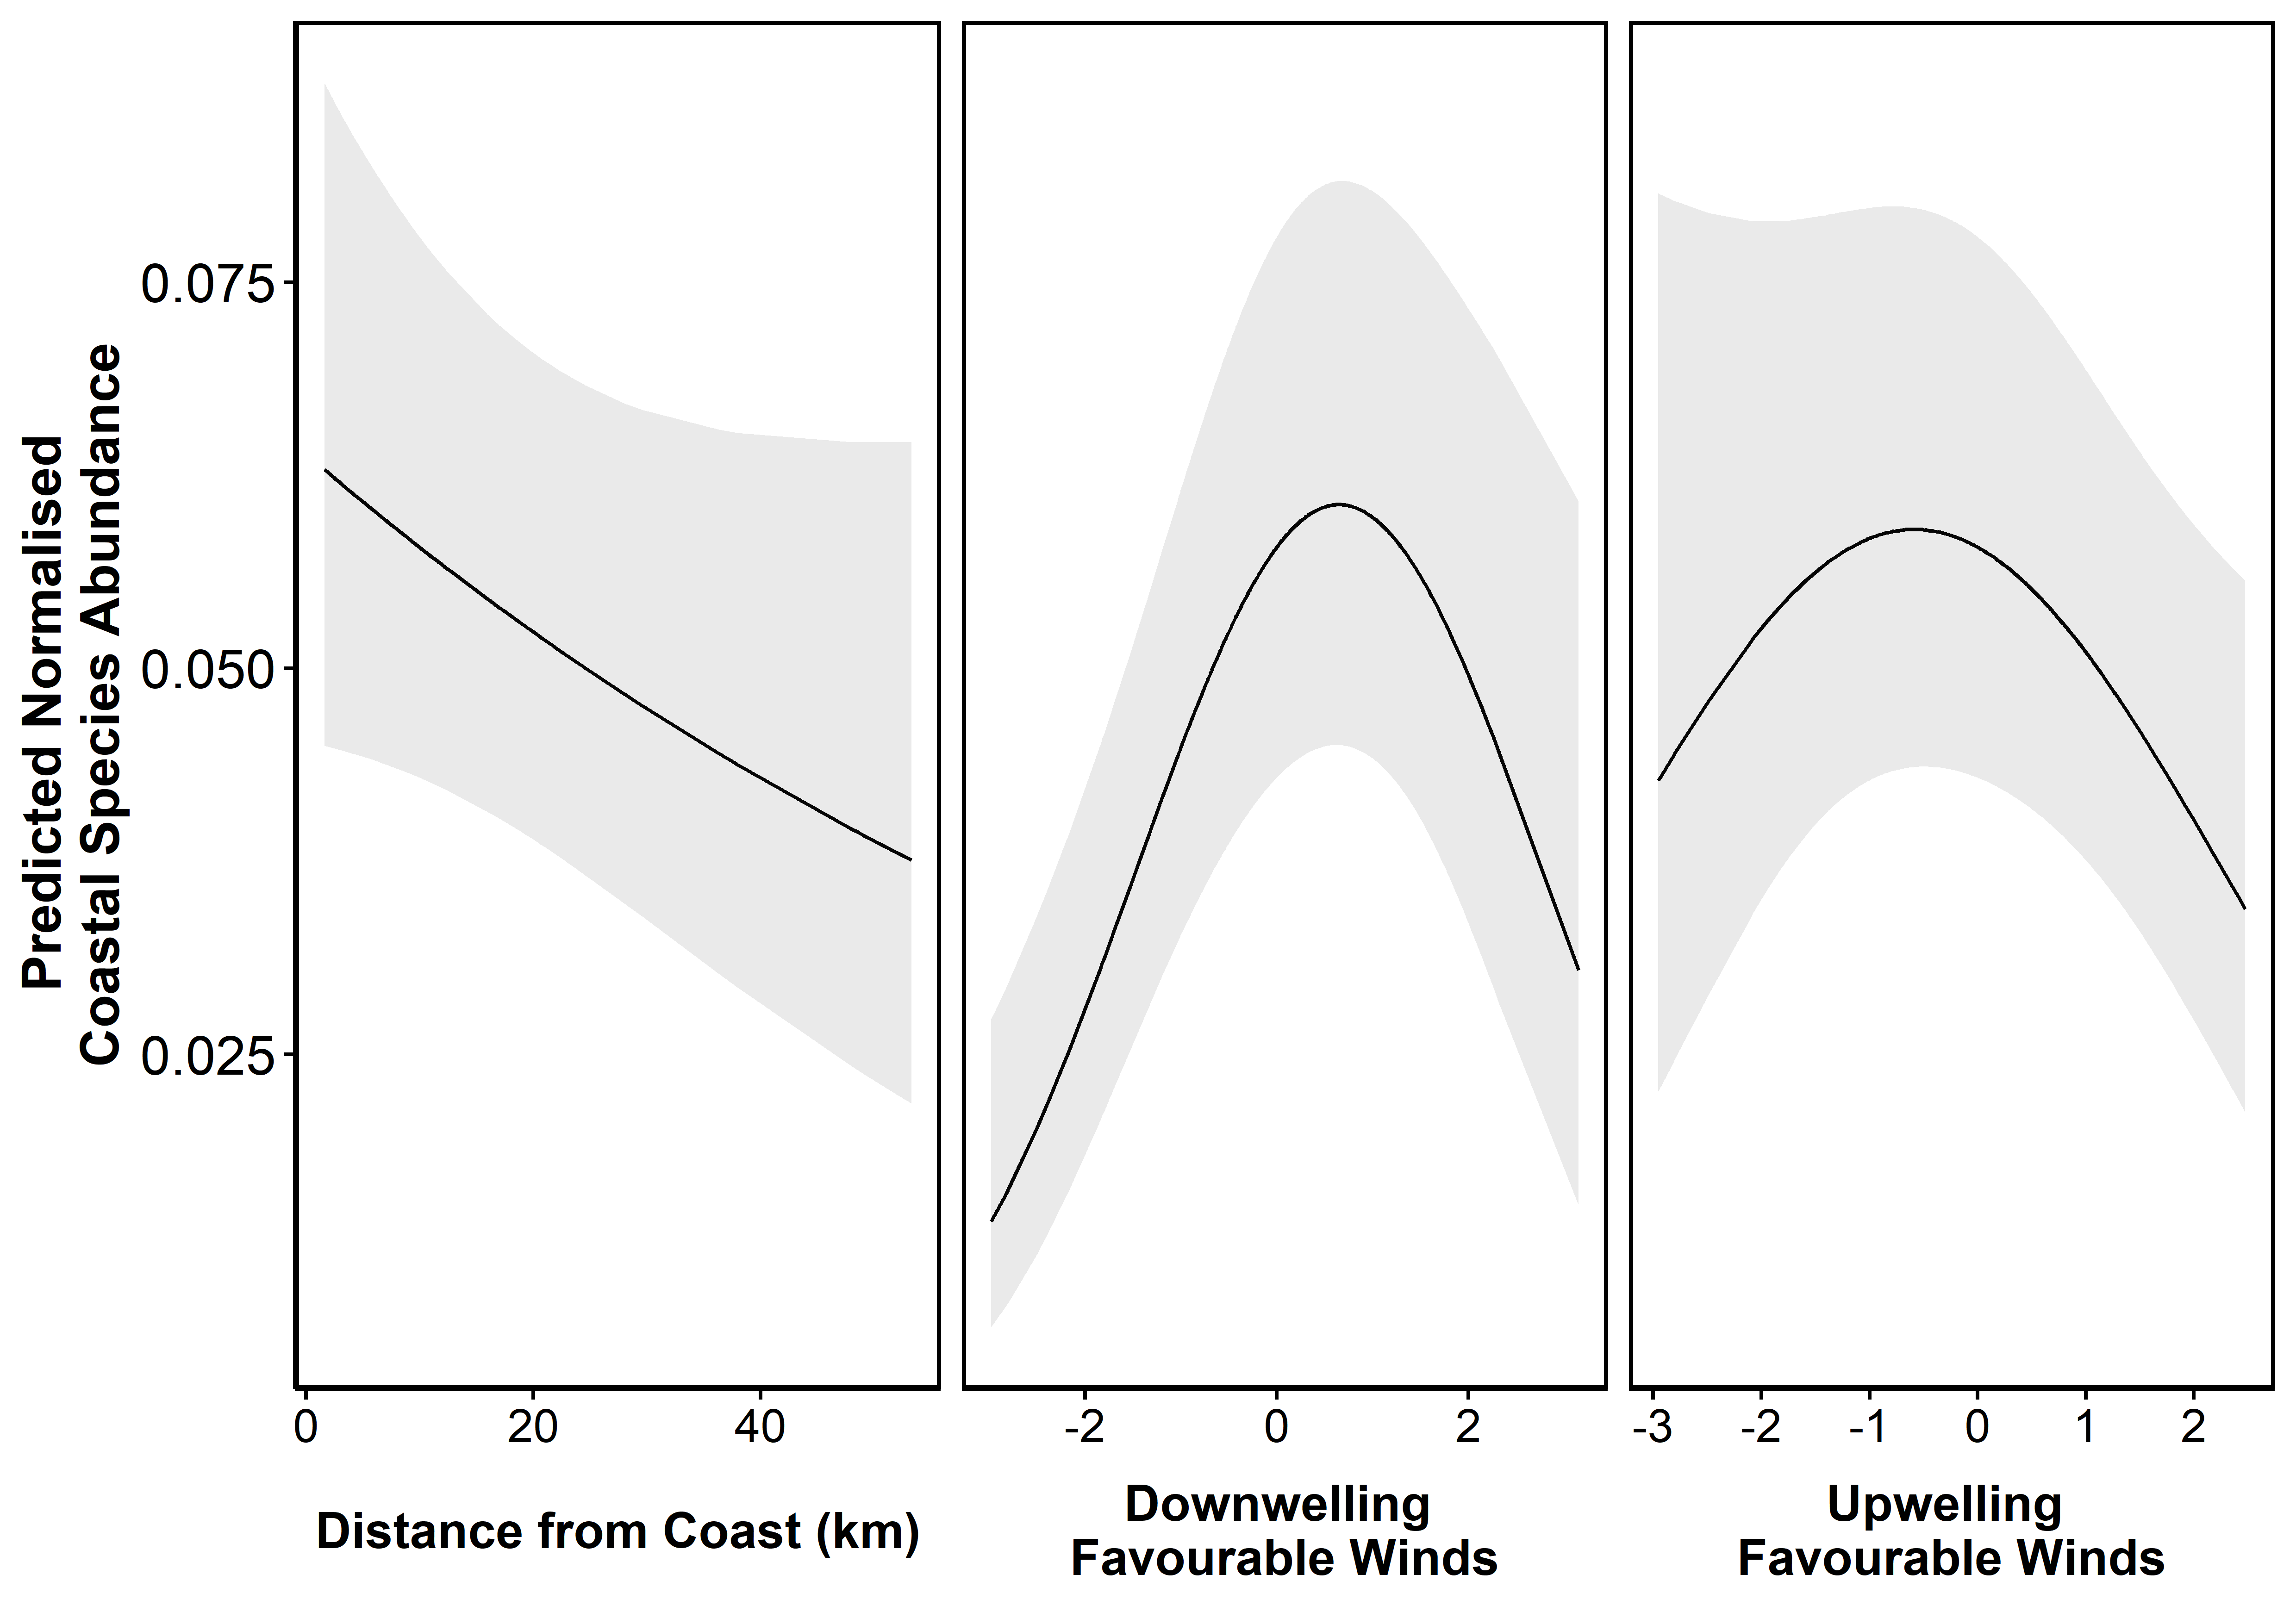 Predicted Normalised
Coastal Species Abundance
0.075
0.050
0.025
0 20 40
-2 0 2
-3 -2 -1 0 1 2
Distance from Coast (km)
Downwelling
Favourable Winds
Upwelling
Favourable Winds